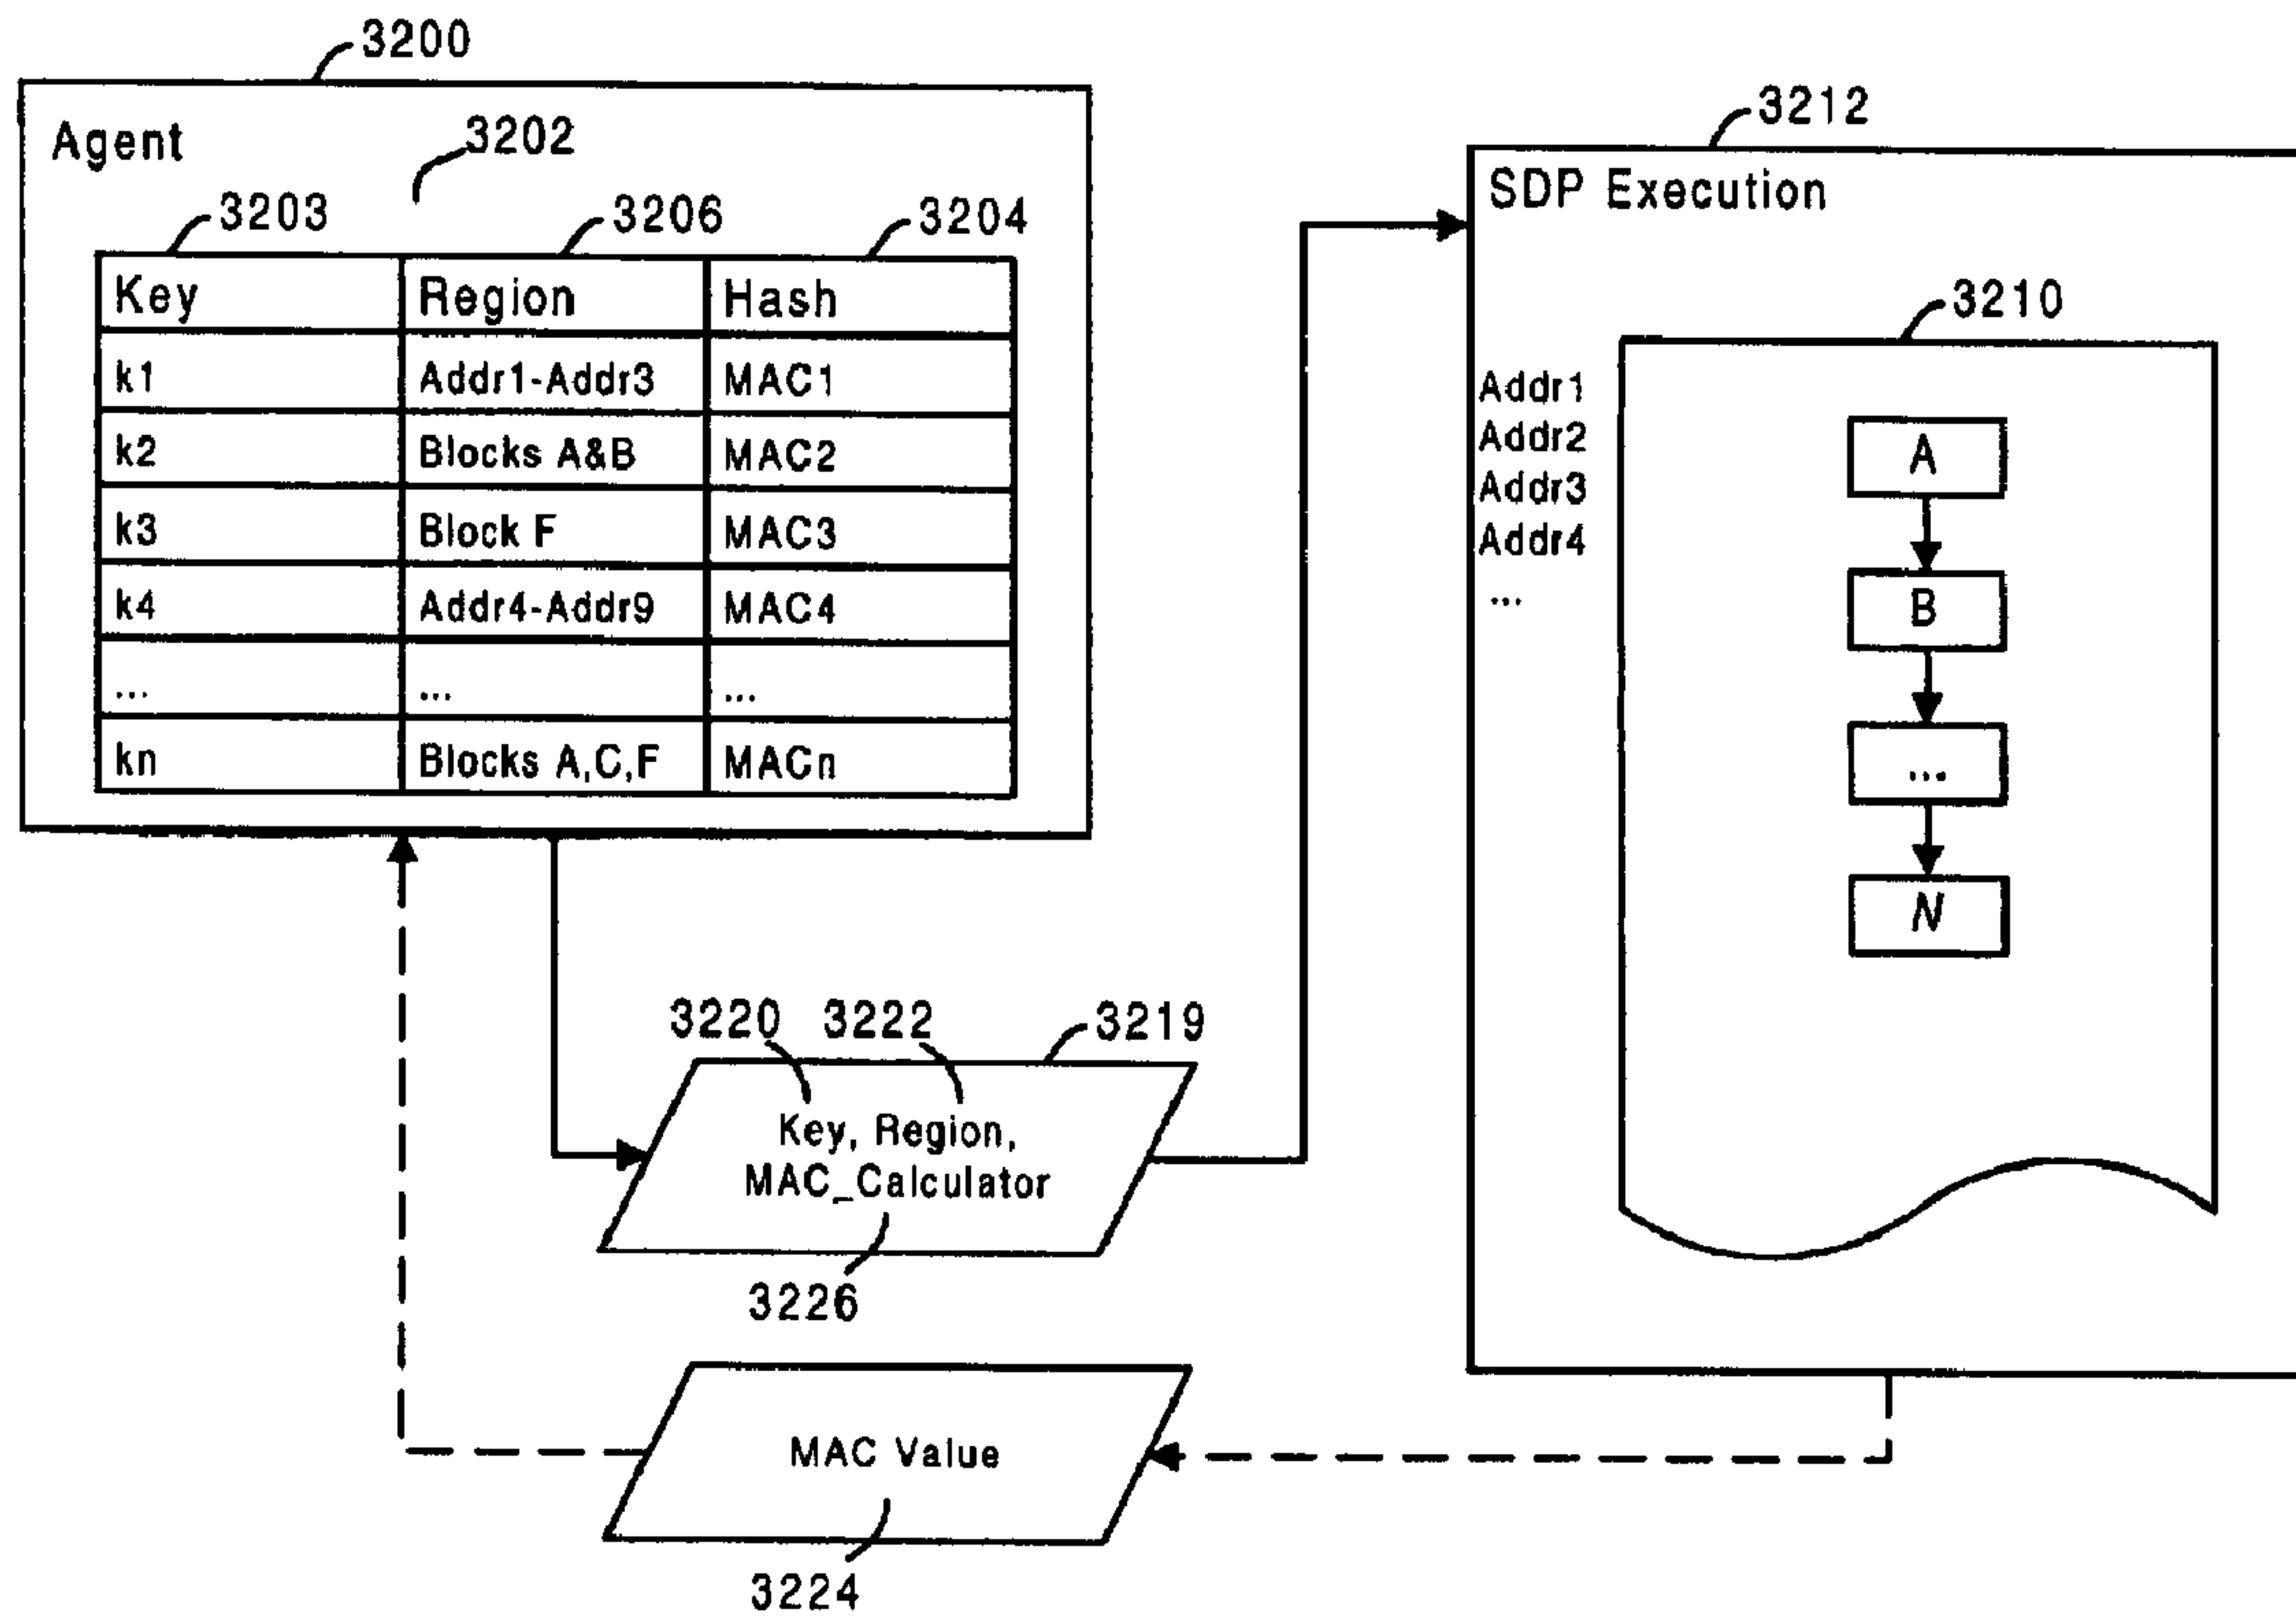 3200
Agent
3202
3203
3206
3204
Key Region Hash
k1 Addr1-Addr3 MAC1
k2 Blocks A&B MAC2
k3 Block F MAC3
k4 Addr4-Addr9 MAC4
... ... ...
kn Blocks A,C,F MACn
3212
SDP Execution
3210
Addr1
Addr2
Addr3
Addr4
...
A
B
...
N
3220 3222 3219
Key, Region,
MAC_Calculator
3226
MAC Value
3224